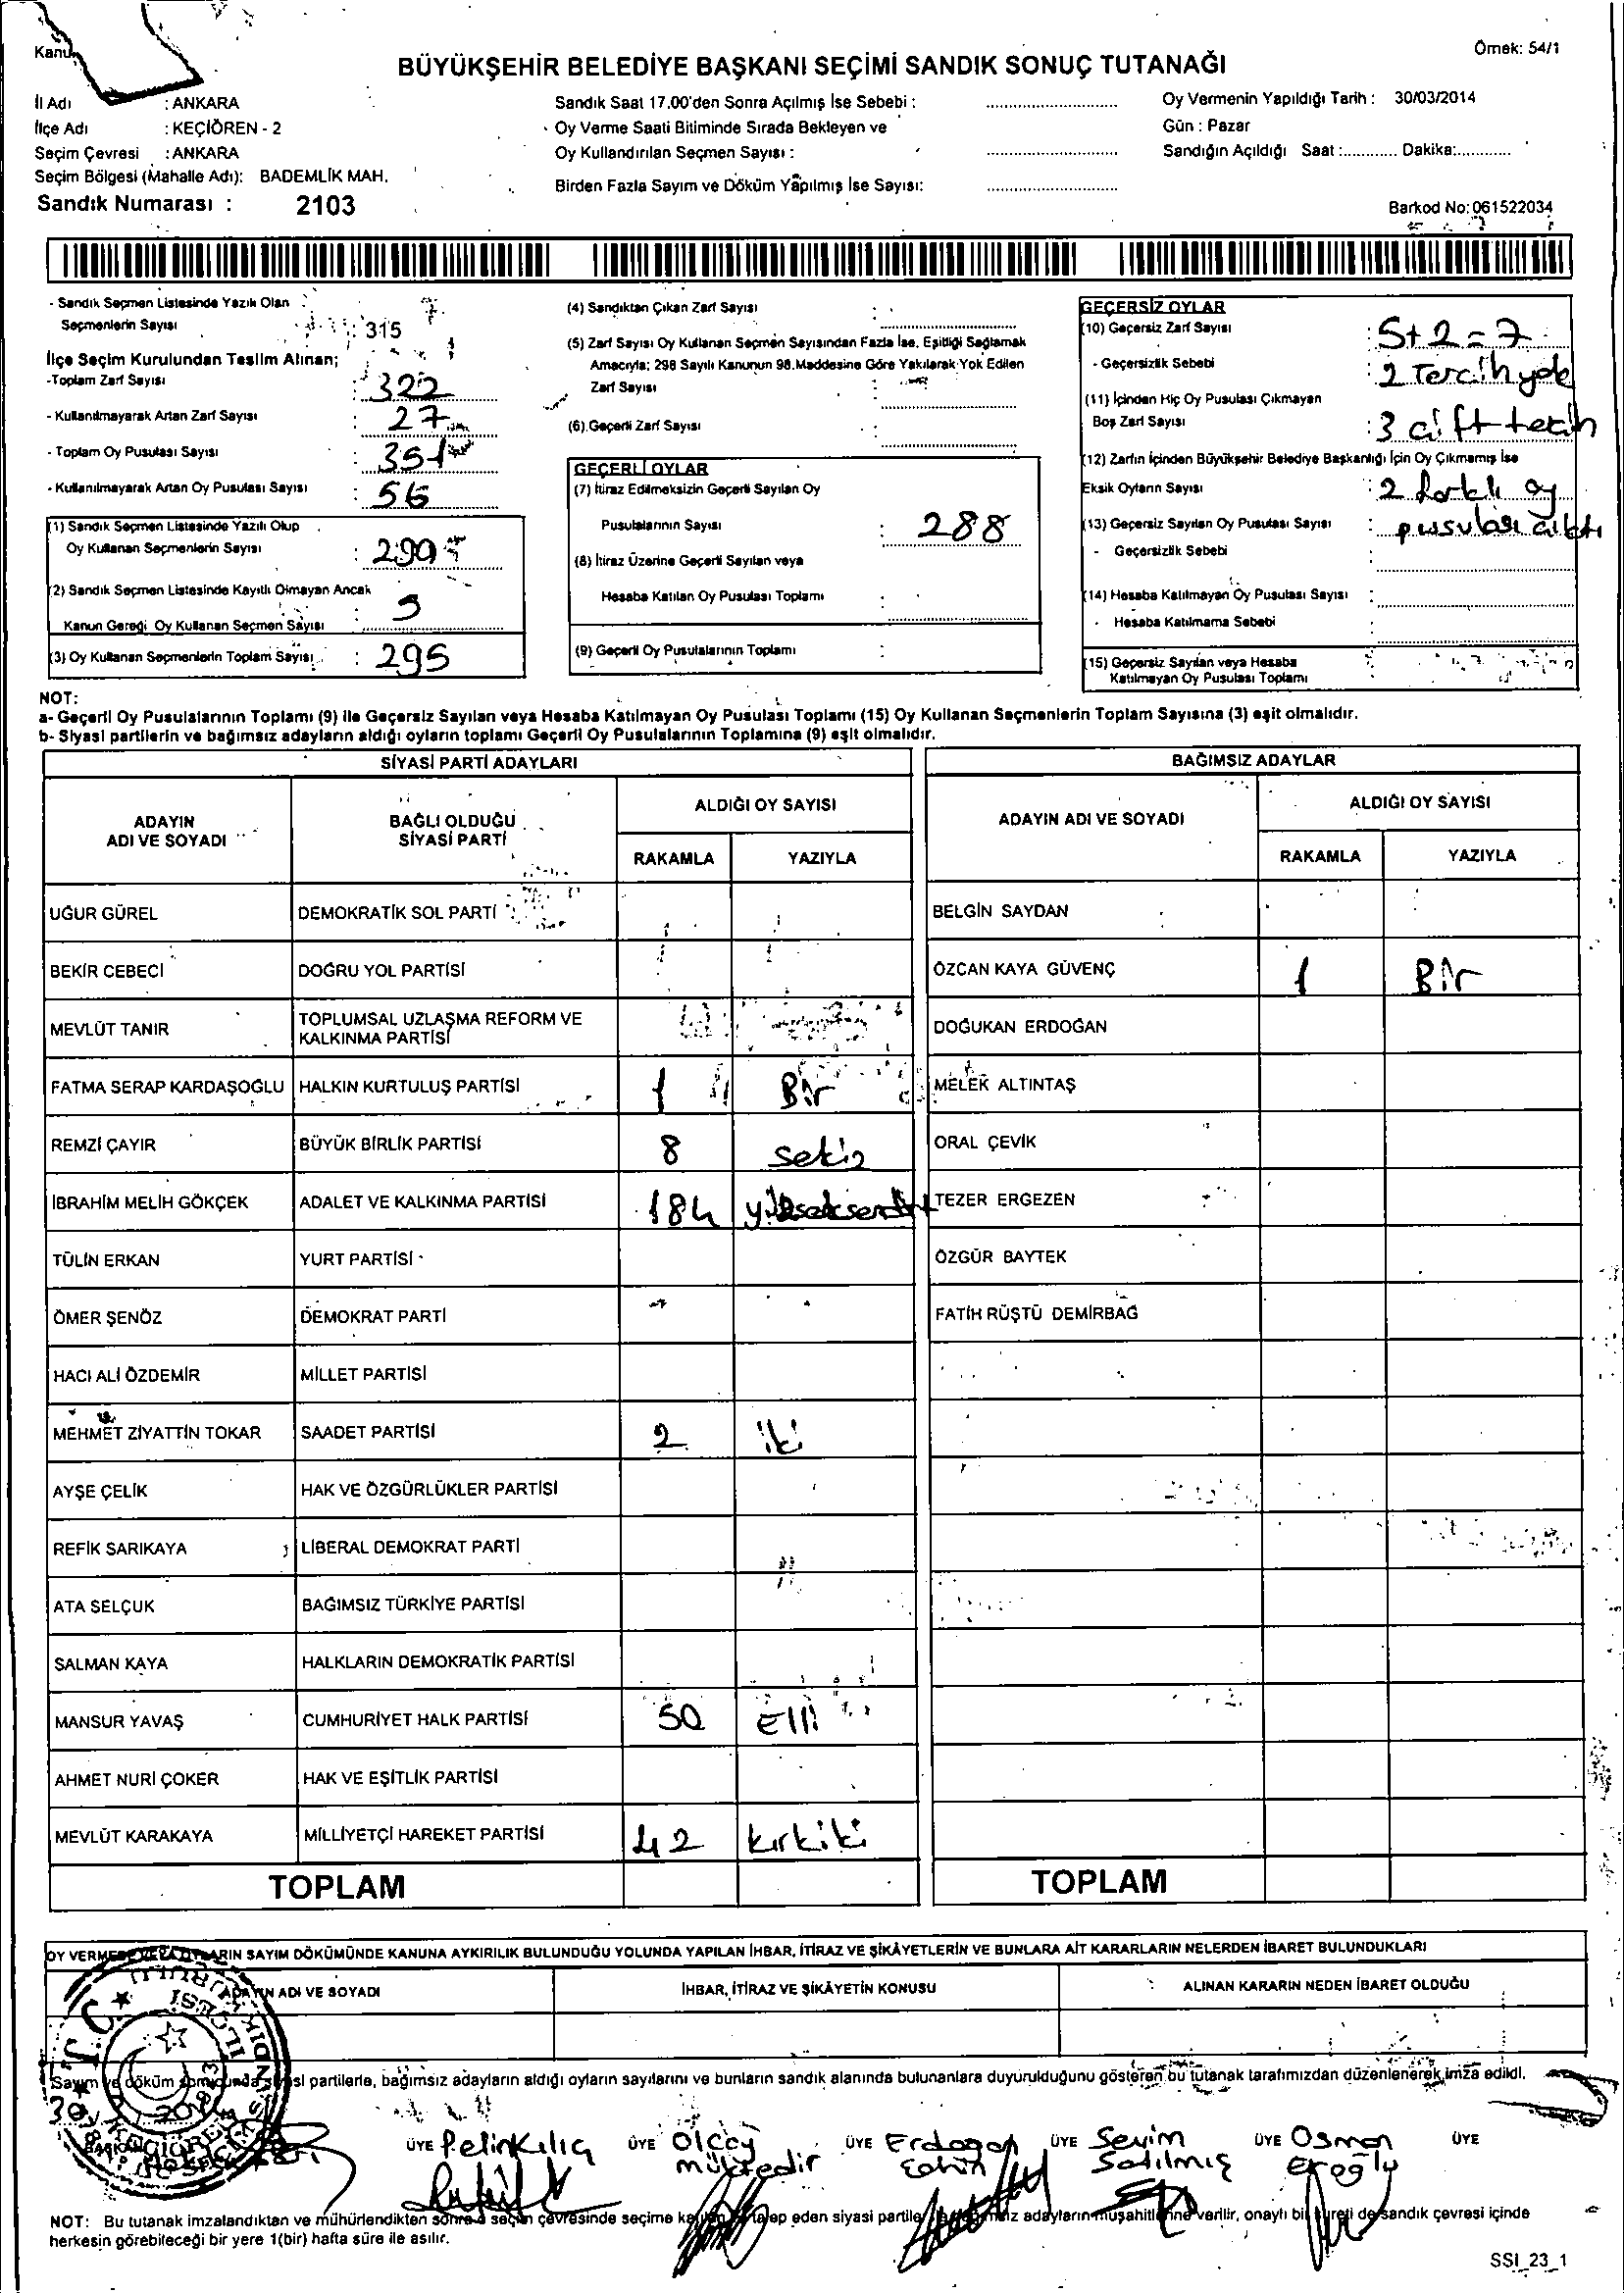 Örnek: 54/1
BÜYÜKŞEHİR BELEDİYE BAŞKANI SEÇİMİ SANDIK SONUÇ TUTANAĞI
İl Adı : ANKARA
İlçe Adı : KEÇİÖREN - 2
Seçim Çevresi : ANKARA
Seçim Bölgesi (Mahalle Adı): BADEMLİK MAH.
Sandık Numarası : 2103
Sandık Saat 17.00'den Sonra Açılmış İse Sebebi :
Oy Verme Saati Bitiminde Sırada Bekleyen ve
Oy Kullandırılan Seçmen Sayısı :
Birden Fazla Sayım ve Döküm Yapılmış İse Sayısı:
Oy Vermenin Yapıldığı Tarih : 30/03/2014
Gün : Pazar
Sandığın Açıldığı Saat :............ Dakika:............
Barkod No: 061522034
- Sandık Seçmen Listesinde Yazılı Olan
Seçmenlerin Sayısı : 315
İlçe Seçim Kurulundan Teslim Alınan;
-Toplam Zarf Sayısı : 322
- Kullanılmayarak Artan Zarf Sayısı : 27
- Toplam Oy Pusulası Sayısı : 351
- Kullanılmayarak Artan Oy Pusulası Sayısı : 56
(1) Sandık Seçmen Listesinde Yazılı Olup
Oy Kullanan Seçmenlerin Sayısı : 290
(2) Sandık Seçmen Listesinde Kayıtlı Olmayan Ancak
Kanun Gereği Oy Kullanan Seçmen Sayısı 5
(3) Oy Kullanan Seçmenlerin Toplam Sayısı : 295
(4) Sandıktan Çıkan Zarf Sayısı :
(5) Zarf Sayısı Oy Kullanan Seçmen Sayısından Fazla İse, Eşitliği Sağlamak
Amacıyla; 298 Sayılı Kanunun 98.Maddesine Göre Yakılarak Yok Edilen
Zarf Sayısı :
(6) Geçerli Zarf Sayısı :
GEÇERLİ OYLAR
(7) İtiraz Edilmeksizin Geçerli Sayılan Oy
Pusulalarının Sayısı : 288
(8) İtiraz Üzerine Geçerli Sayılan veya
Hesaba Katılan Oy Pusulası Toplamı :
(9) Geçerli Oy Pusulalarının Toplamı :
GEÇERSİZ OYLAR
(10) Geçersiz Zarf Sayısı : 5+2=7
- Geçersizlik Sebebi : 2 Tercih yok
(11) İçinden Hiç Oy Pusulası Çıkmayan
Boş Zarf Sayısı : 3 çift tercih
(12) Zarfın İçinden Büyükşehir Belediye Başkanlığı İçin Oy Çıkmamış İse
Eksik Oyların Sayısı : 2 farklı oy
(13) Geçersiz Sayılan Oy Pusulası Sayısı : pusulası çıktı
- Geçersizlik Sebebi
(14) Hesaba Katılmayan Oy Pusulası Sayısı :
- Hesaba Katılmama Sebebi
(15) Geçersiz Sayılan veya Hesaba
Katılmayan Oy Pusulası Toplamı
NOT:
a- Geçerli Oy Pusulalarının Toplamı (9) ile Geçersiz Sayılan veya Hesaba Katılmayan Oy Pusulası Toplamı (15) Oy Kullanan Seçmenlerin Toplam Sayısına (3) eşit olmalıdır.
b- Siyasi partilerin ve bağımsız adayların aldığı oyların toplamı Geçerli Oy Pusulalarının Toplamına (9) eşit olmalıdır.
SİYASİ PARTİ ADAYLARI
ADAYIN ADI VE SOYADI
BAĞLI OLDUĞU SİYASİ PARTİ
ALDIĞI OY SAYISI
RAKAMLA YAZIYLA
UĞUR GÜREL DEMOKRATİK SOL PARTİ
BEKİR CEBECİ DOĞRU YOL PARTİSİ
MEVLÜT TANIR TOPLUMSAL UZLAŞMA REFORM VE
KALKINMA PARTİSİ
FATMA SERAP KARDAŞOĞLU HALKIN KURTULUŞ PARTİSİ 1 Bir
REMZİ ÇAYIR BÜYÜK BİRLİK PARTİSİ 8 sekiz
İBRAHİM MELİH GÖKÇEK ADALET VE KALKINMA PARTİSİ 184 yüzseksendört
TÜLİN ERKAN YURT PARTİSİ
ÖMER ŞENÖZ DEMOKRAT PARTİ
HACI ALİ ÖZDEMİR MİLLET PARTİSİ
MEHMET ZİYATTİN TOKAR SAADET PARTİSİ 2 iki
AYŞE ÇELİK HAK VE ÖZGÜRLÜKLER PARTİSİ
REFİK SARIKAYA LİBERAL DEMOKRAT PARTİ
ATA SELÇUK BAĞIMSIZ TÜRKİYE PARTİSİ
SALMAN KAYA HALKLARIN DEMOKRATİK PARTİSİ
MANSUR YAVAŞ CUMHURİYET HALK PARTİSİ 50 Elli
AHMET NURİ ÇOKER HAK VE EŞİTLİK PARTİSİ
MEVLÜT KARAKAYA MİLLİYETÇİ HAREKET PARTİSİ 42 kırkiki
TOPLAM
BAĞIMSIZ ADAYLAR
ADAYIN ADI VE SOYADI
ALDIĞI OY SAYISI
RAKAMLA YAZIYLA
BELGİN SAYDAN
ÖZCAN KAYA GÜVENÇ 1 Bir
DOĞUKAN ERDOĞAN
MELEK ALTINTAŞ
ORAL ÇEVİK
TEZER ERGEZEN
ÖZGÜR BAYTEK
FATİH RÜŞTÜ DEMİRBAĞ
TOPLAM
SAYIM DÖKÜMÜNDE KANUNA AYKIRILIK BULUNDUĞU YOLUNDA YAPILAN İHBAR, İTİRAZ VE ŞİKÂYETLERİN VE BUNLARA AİT KARARLARIN NELERDEN İBARET BULUNDUKLARI
ADI VE SOYADI
İHBAR, İTİRAZ VE ŞİKÂYETİN KONUSU
ALINAN KARARIN NEDEN İBARET OLDUĞU
Sayım ve döküm partilerle, bağımsız adayların aldığı oyların sayılarını ve bunların sandık alanında bulunanlara duyurulduğunu gösteren bu tutanak tarafımızdan düzenlenerek imza edildi.
ÜYE Pelin Kılıç
ÜYE Olcay
ÜYE Erdogan Şahin
ÜYE Sevim Satılmış
ÜYE Osman Eroğlu
ÜYE
NOT: Bu tutanak imzalandıktan ve mühürlendikten sonra seçim çevresinde seçime eden siyasi adayların müşahitlerine verilir, onaylı bir sureti de sandık çevresi içinde
herkesin görebileceği bir yere 1(bir) hafta süre ile asılır.
SSI_23_1